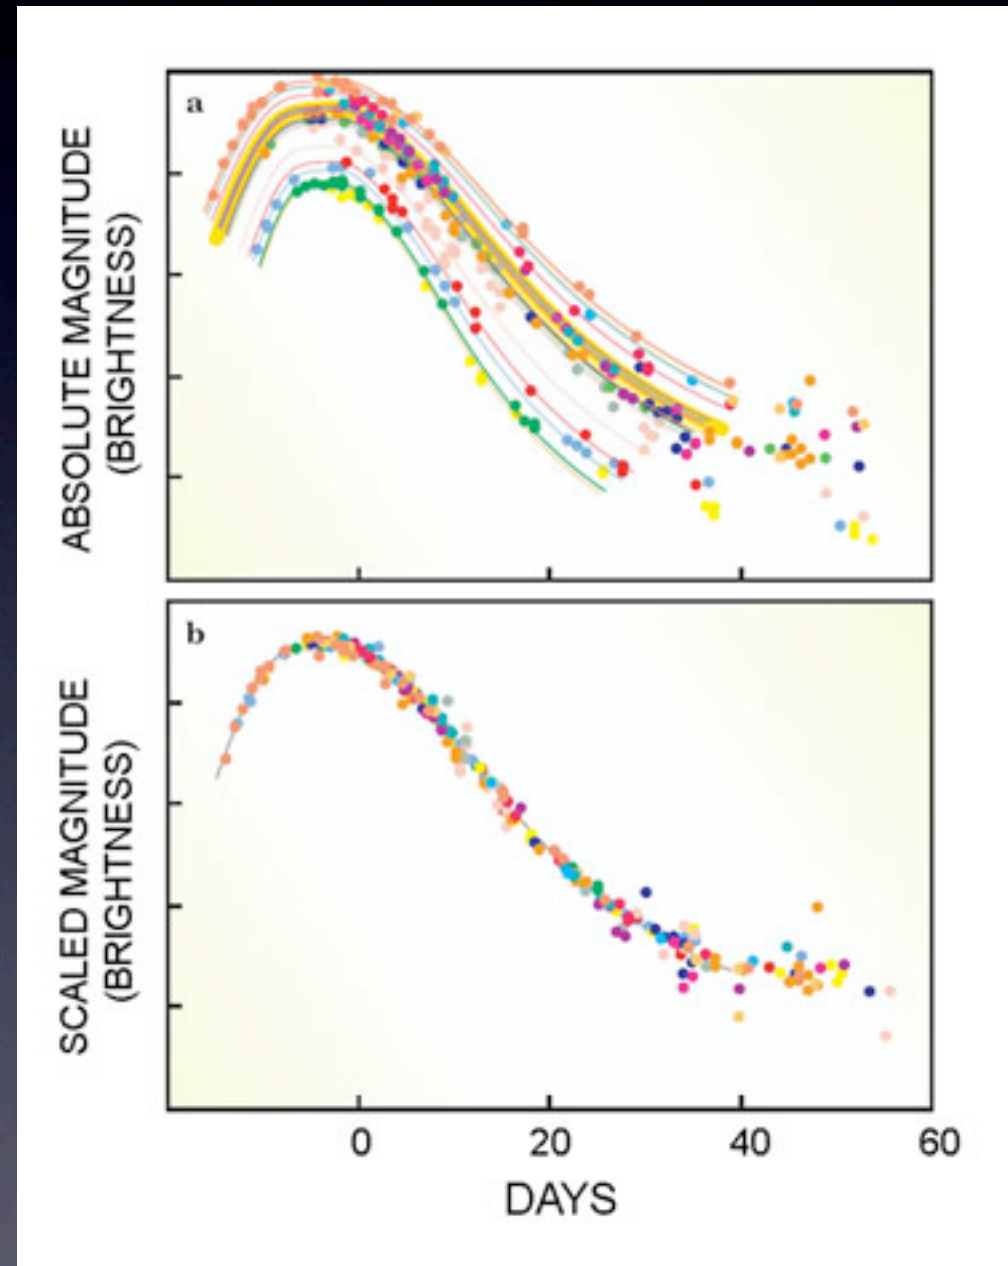 a
ABSOLUTE MAGNITUDE
(BRIGHTNESS)
b
SCALED MAGNITUDE
(BRIGHTNESS)
0 20 40 60
DAYS